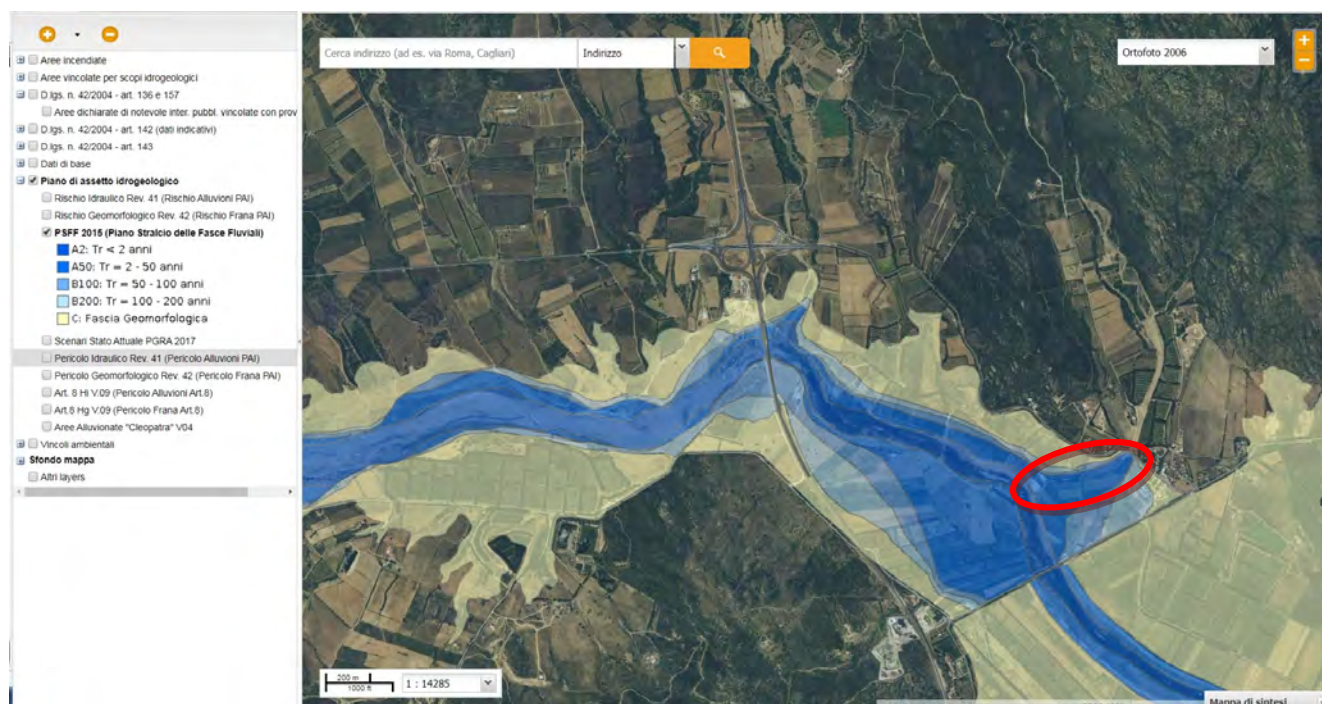 Aree incendiate
Aree vincolate per scopi idrogeologici
D.lgs. n. 42/2004 - art. 136 e 157
Aree dichiarate di notevole inter. pubbl. vincolate con prov
D.lgs. n. 42/2004 - art. 142 (dati indicativi)
D.lgs. n. 42/2004 - art. 143
Dati di base
Piano di assetto idrogeologico
Rischio Idraulico Rev. 41 (Rischio Alluvioni PAI)
Rischio Geomorfologico Rev. 42 (Rischio Frana PAI)
PSFF 2015 (Piano Stralcio delle Fasce Fluviali)
A2: Tr < 2 anni
A50: Tr = 2 - 50 anni
B100: Tr = 50 - 100 anni
B200: Tr = 100 - 200 anni
C: Fascia Geomorfologica
Scenari Stato Attuale PGRA 2017
Pericolo Idraulico Rev. 41 (Pericolo Alluvioni PAI)
Pericolo Geomorfologico Rev. 42 (Pericolo Frana PAI)
Art. 8 Hi V.09 (Pericolo Alluvioni Art.8)
Art.8 Hg V.09 (Pericolo Frana Art.8)
Aree Alluvionate "Cleopatra" V04
Vincoli ambientali
Sfondo mappa
Altri layers
Cerca indirizzo (ad es. via Roma, Cagliari)
Indirizzo
Ortofoto 2006
200 m
1000 ft
1 : 14285
Mappa di sintesi